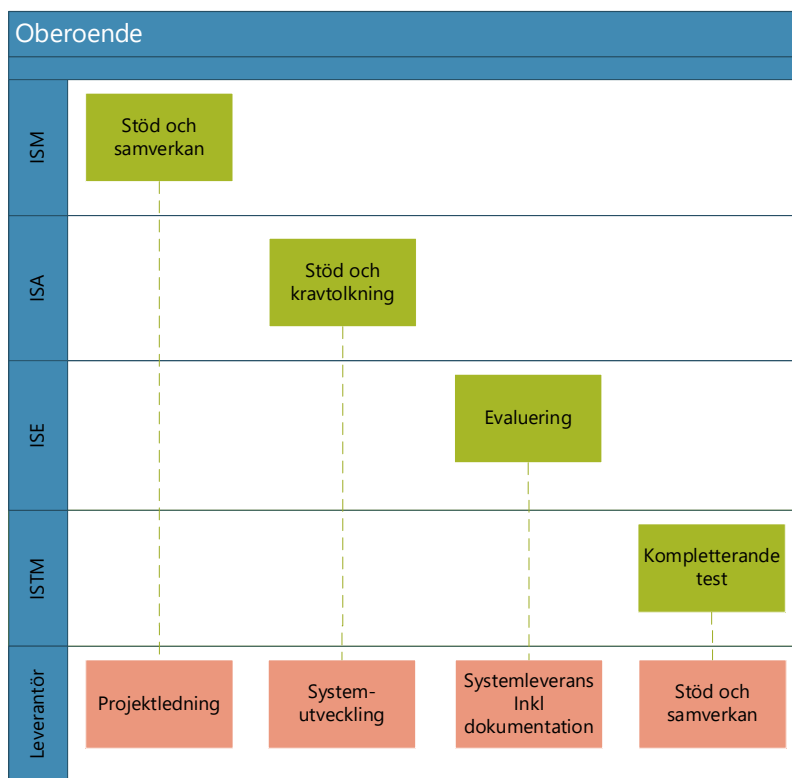 Oberoende
ISM
Stöd och
samverkan
ISA
Stöd och
kravtolkning
ISE
Evaluering
ISTM
Kompletterande
test
Leverantör
Projektledning
System-
utveckling
Systemleverans
Inkl
dokumentation
Stöd och
samverkan